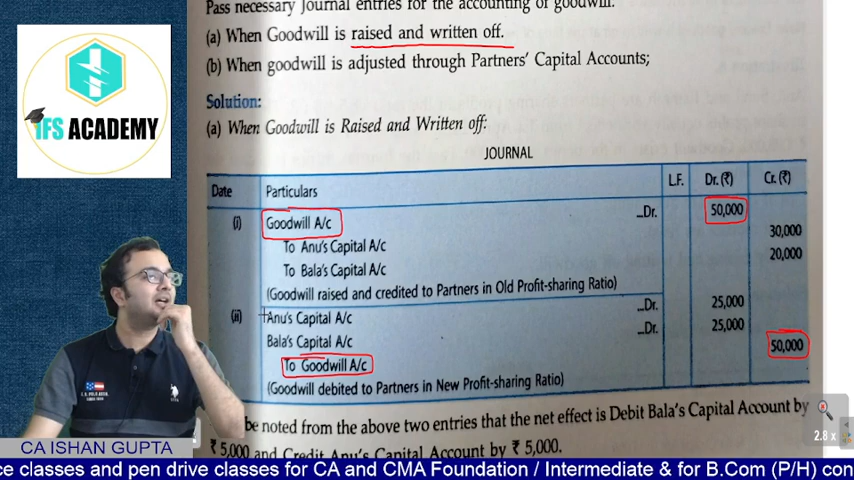 Pass necessary Journal entries for the accounting of goodwill.
(a) When Goodwill is raised and written off.
(b) When goodwill is adjusted through Partners' Capital Accounts;
IFS ACADEMY
Solution:
(a) When Goodwill is Raised and Written off:
JOURNAL
Date Particulars L.F. Dr. (₹) Cr. (₹)
(i) Goodwill A/c ...Dr. 50,000
To Anu's Capital A/c 30,000
To Bala's Capital A/c 20,000
(Goodwill raised and credited to Partners in Old Profit-sharing Ratio)
(ii) Anu's Capital A/c ...Dr. 25,000
Bala's Capital A/c ...Dr. 25,000
To Goodwill A/c 50,000
(Goodwill debited to Partners in New Profit-sharing Ratio)
be noted from the above two entries that the net effect is Debit Bala's Capital Account by
₹ 5,000 and Credit Anu's Capital Account by ₹ 5,000.
2.8 x
CA ISHAN GUPTA
ce classes and pen drive classes for CA and CMA Foundation / Intermediate & for B.Com (P/H) con